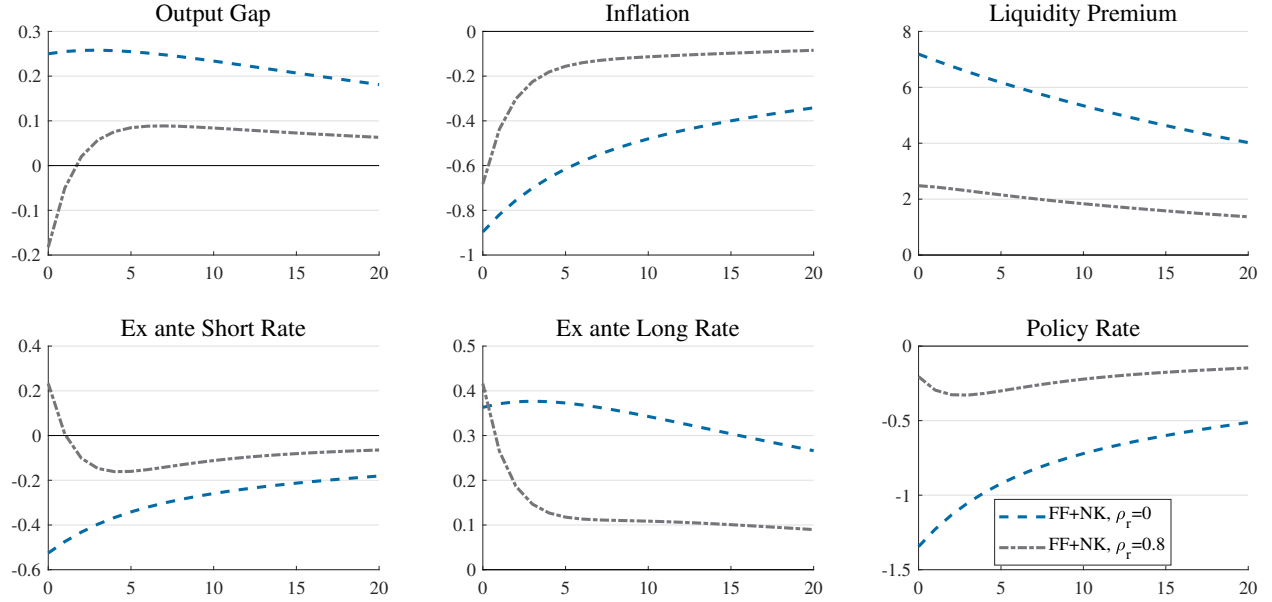 Output Gap
0.3
0.2
0.1
0
-0.1
-0.2
0 5 10 15 20
Inflation
0
-0.2
-0.4
-0.6
-0.8
-1
0 5 10 15 20
Liquidity Premium
8
6
4
2
0
0 5 10 15 20
Ex ante Short Rate
0.4
0.2
0
-0.2
-0.4
-0.6
0 5 10 15 20
Ex ante Long Rate
0.5
0.4
0.3
0.2
0.1
0
0 5 10 15 20
Policy Rate
0
-0.5
-1
-1.5
0 5 10 15 20
FF+NK, ρ_r=0
FF+NK, ρ_r=0.8